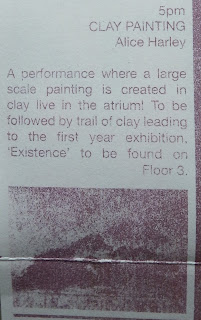 5pm
CLAY PAINTING
Alice Harley
A performance where a large
scale painting is created in
clay live in the atrium! To be
followed by trail of clay leading
to the first year exhibition,
'Existence' to be found on
Floor 3.